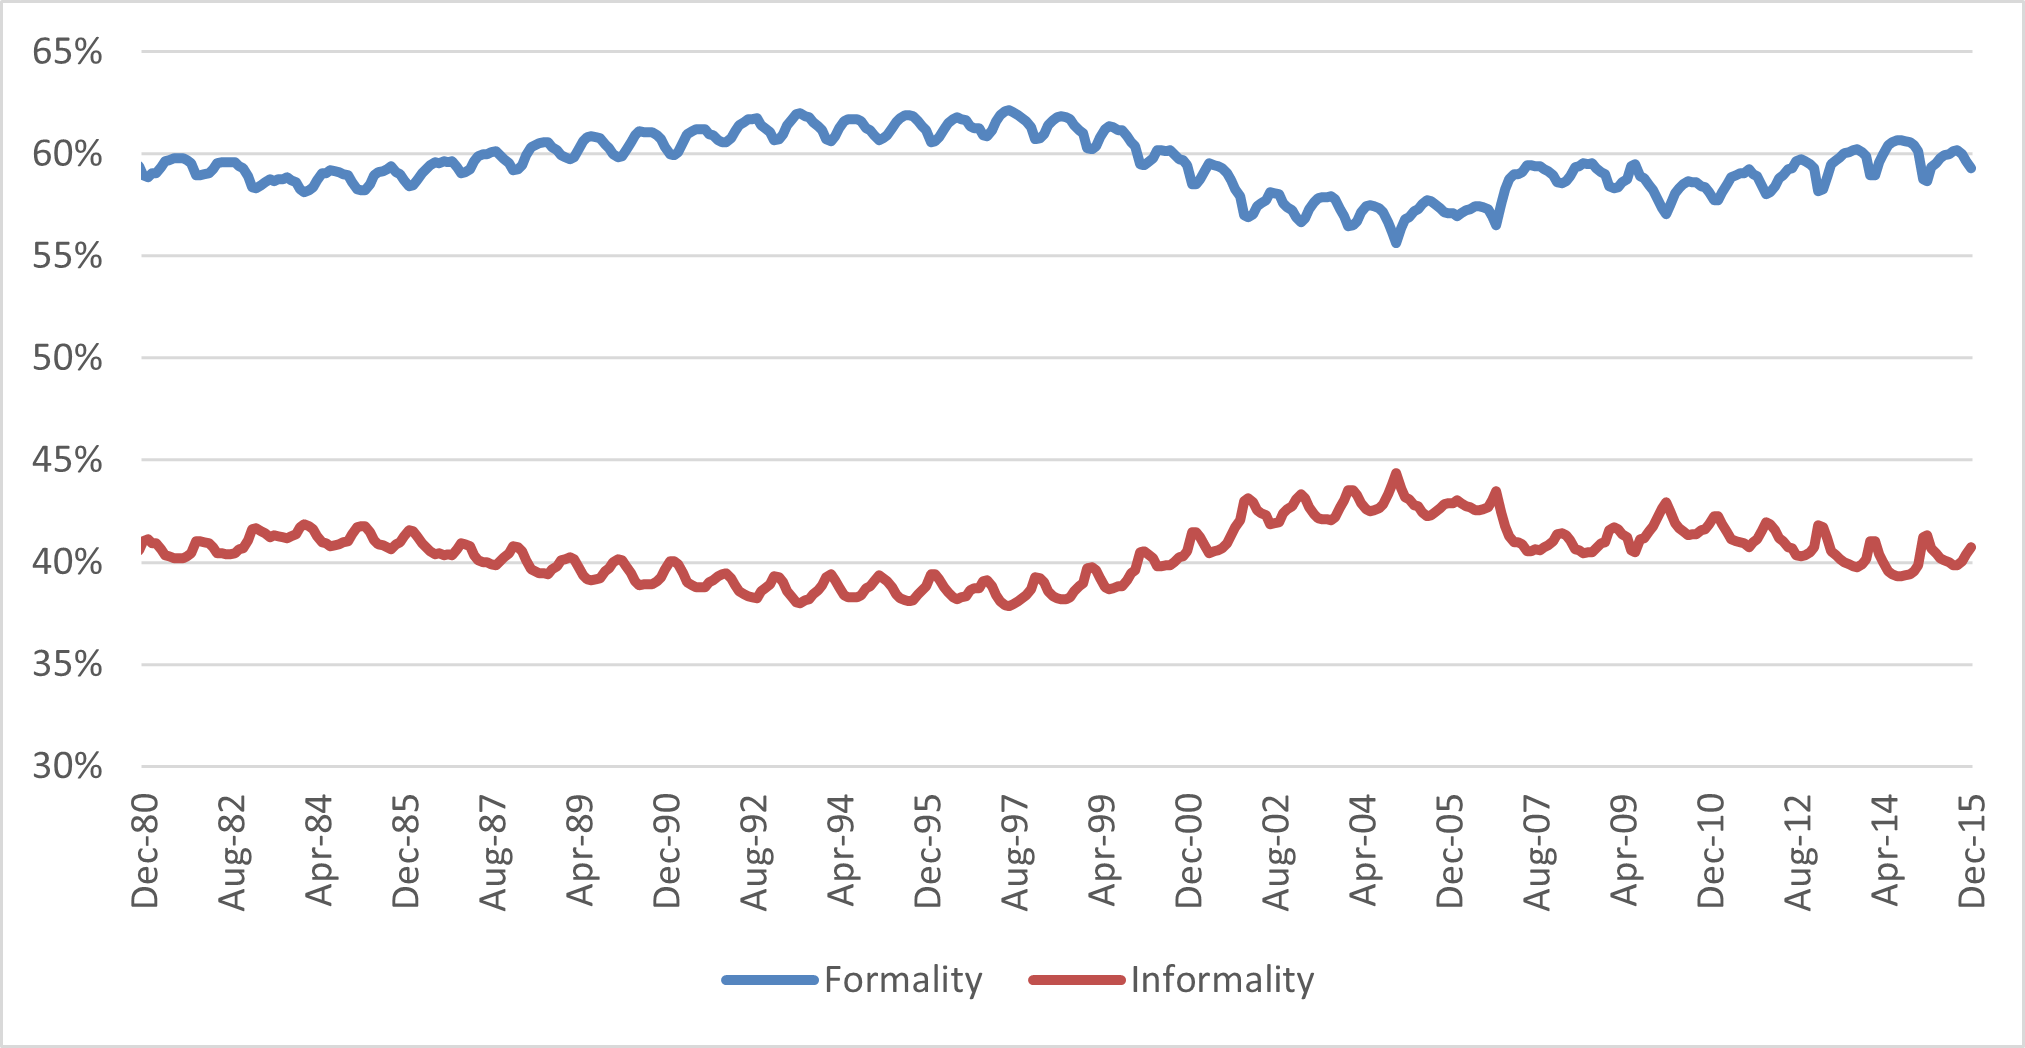 65%
60%
55%
50%
45%
40%
35%
30%
Dec-80
Aug-82
Apr-84
Dec-85
Aug-87
Apr-89
Dec-90
Aug-92
Apr-94
Dec-95
Aug-97
Apr-99
Dec-00
Aug-02
Apr-04
Dec-05
Aug-07
Apr-09
Dec-10
Aug-12
Apr-14
Dec-15
Formality Informality